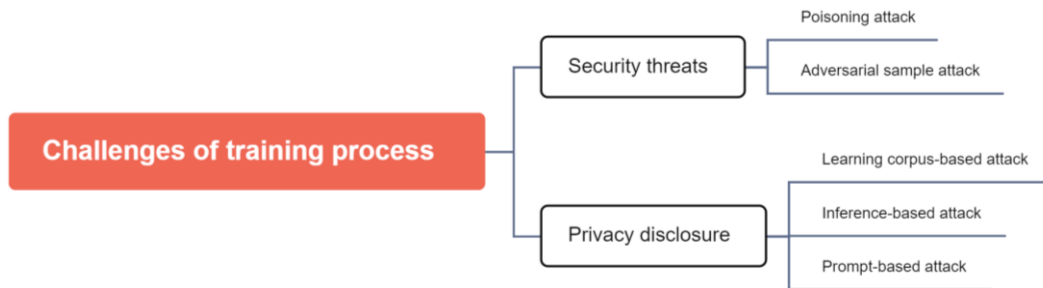 Challenges of training process
Security threats
Poisoning attack
Adversarial sample attack
Privacy disclosure
Learning corpus-based attack
Inference-based attack
Prompt-based attack